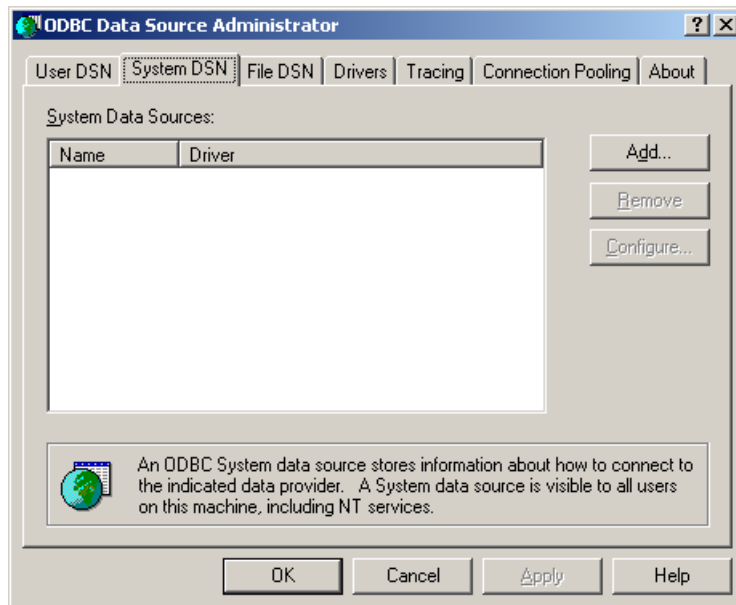 ODBC Data Source Administrator
User DSN System DSN File DSN Drivers Tracing Connection Pooling About
System Data Sources:
Name Driver
Add...
Remove
Configure...
An ODBC System data source stores information about how to connect to
the indicated data provider. A System data source is visible to all users
on this machine, including NT services.
OK Cancel Apply Help